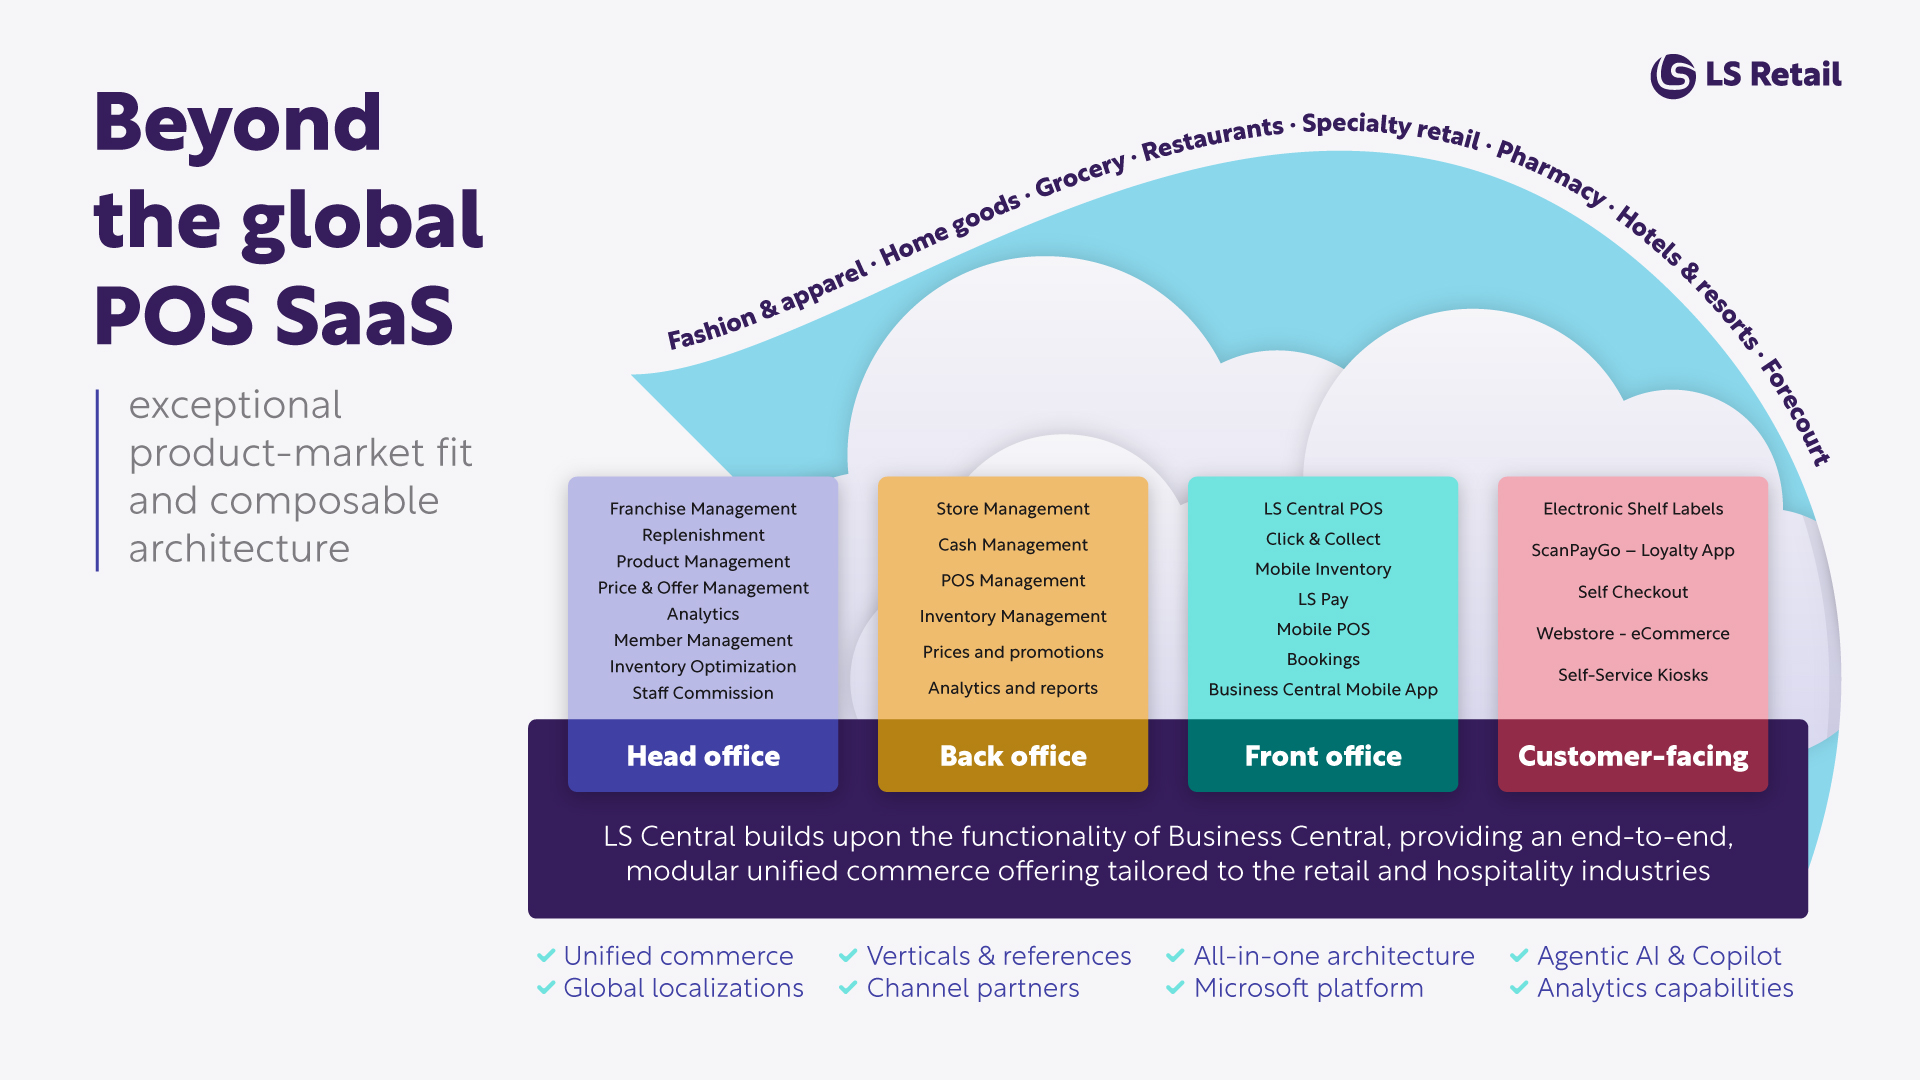 LS Retail
Beyond
the global
POS SaaS
exceptional
product-market fit
and composable
architecture
Fashion & apparel · Home goods · Grocery · Restaurants · Specialty retail · Pharmacy · Hotels & resorts · Forecourt
Franchise Management
Replenishment
Product Management
Price & Offer Management
Analytics
Member Management
Inventory Optimization
Staff Commission
Head office
Store Management
Cash Management
POS Management
Inventory Management
Prices and promotions
Analytics and reports
Back office
LS Central POS
Click & Collect
Mobile Inventory
LS Pay
Mobile POS
Bookings
Business Central Mobile App
Front office
Electronic Shelf Labels
ScanPayGo – Loyalty App
Self Checkout
Webstore - eCommerce
Self-Service Kiosks
Customer-facing
LS Central builds upon the functionality of Business Central, providing an end-to-end,
modular unified commerce offering tailored to the retail and hospitality industries
Unified commerce
Global localizations
Verticals & references
Channel partners
All-in-one architecture
Microsoft platform
Agentic AI & Copilot
Analytics capabilities